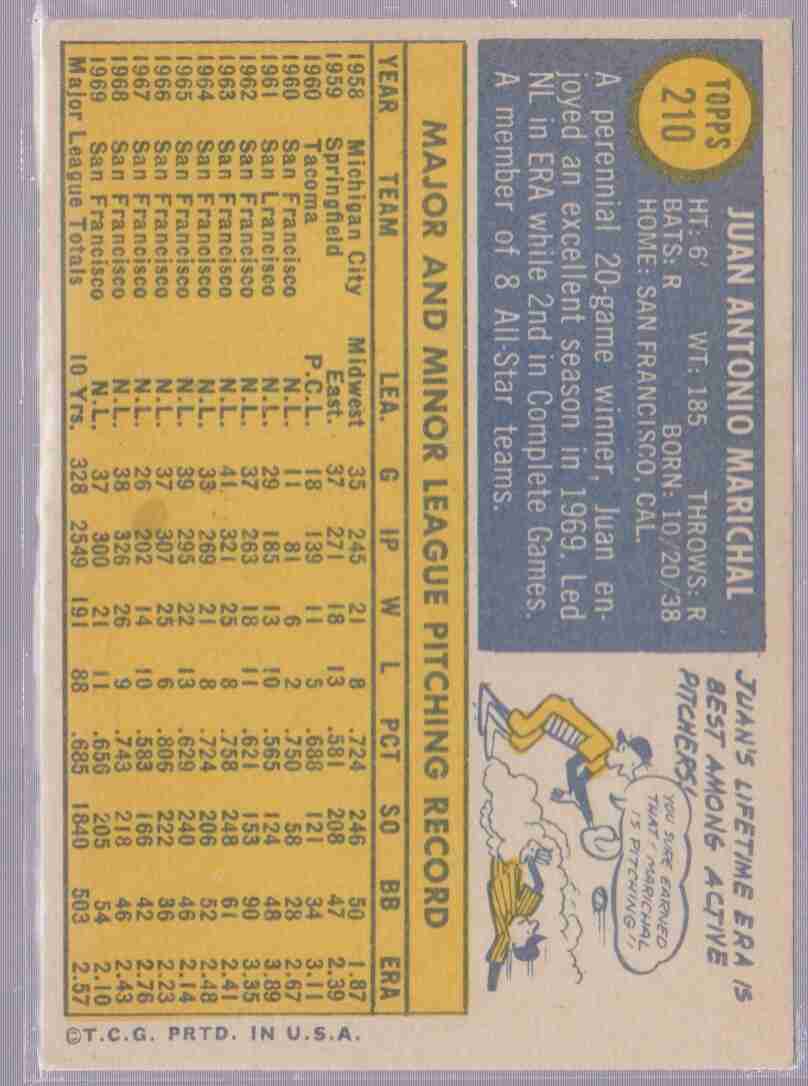 TOPPS
210
JUAN ANTONIO MARICHAL
HT: 6' WT: 185 THROWS: R
BATS: R BORN: 10/20/38
HOME: SAN FRANCISCO, CAL.
A perennial 20-game winner, Juan en-
joyed an excellent season in 1969. Led
NL in ERA while 2nd in Complete Games.
A member of 8 All-Star teams.
JUAN'S LIFETIME ERA IS
BEST AMONG ACTIVE
PITCHERS!
YOU SURE EARNED
THAT! MARICHAL
IS PITCHING!!
MAJOR AND MINOR LEAGUE PITCHING RECORD
YEAR TEAM LEA. G IP W L PCT SO BB ERA
1958 Michigan City Midwest 35 245 21 8 .724 246 50 1.87
1959 Springfield East. 37 271 18 13 .581 208 47 2.39
1960 Tacoma P.C.L. 18 139 11 5 .688 121 34 3.11
1960 San Francisco N.L. 11 81 6 2 .750 58 28 2.67
1961 San Francisco N.L. 29 185 13 10 .565 124 48 3.89
1962 San Francisco N.L. 37 263 18 11 .621 153 90 3.35
1963 San Francisco N.L. 41 321 25 8 .758 248 61 2.41
1964 San Francisco N.L. 33 269 21 8 .724 206 52 2.48
1965 San Francisco N.L. 39 295 22 13 .629 240 46 2.14
1966 San Francisco N.L. 37 307 25 6 .806 222 36 2.23
1967 San Francisco N.L. 26 202 14 10 .583 166 42 2.76
1968 San Francisco N.L. 38 326 26 9 .743 218 46 2.43
1969 San Francisco N.L. 37 300 21 11 .656 205 54 2.10
Major League Totals 10 Yrs. 328 2549 191 88 .685 1840 503 2.57
©T.C.G. PRTD. IN U.S.A.